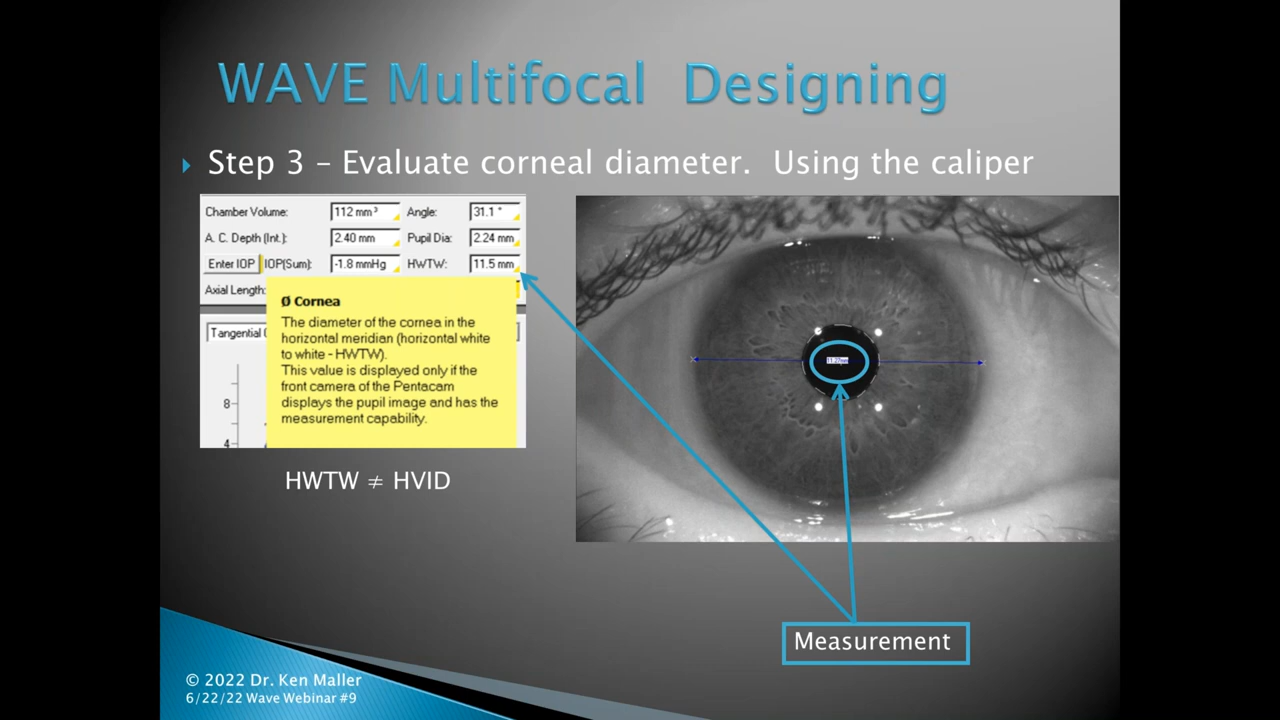 WAVE Multifocal Designing
Step 3 – Evaluate corneal diameter. Using the caliper
Chamber Volume: 112 mm³ Angle: 31.1 °
A. C. Depth (Int.): 2.40 mm Pupil Dia: 2.24 mm
Enter IOP IOP(Sum): -1.8 mmHg HWTW: 11.5 mm
Axial Length:
Ø Cornea
The diameter of the cornea in the
horizontal meridian (horizontal white
to white - HWTW).
This value is displayed only if the
front camera of the Pentacam
displays the pupil image and has the
measurement capability.
Tangential
8
4
HWTW ≠ HVID
Measurement
© 2022 Dr. Ken Maller
6/22/22 Wave Webinar #9